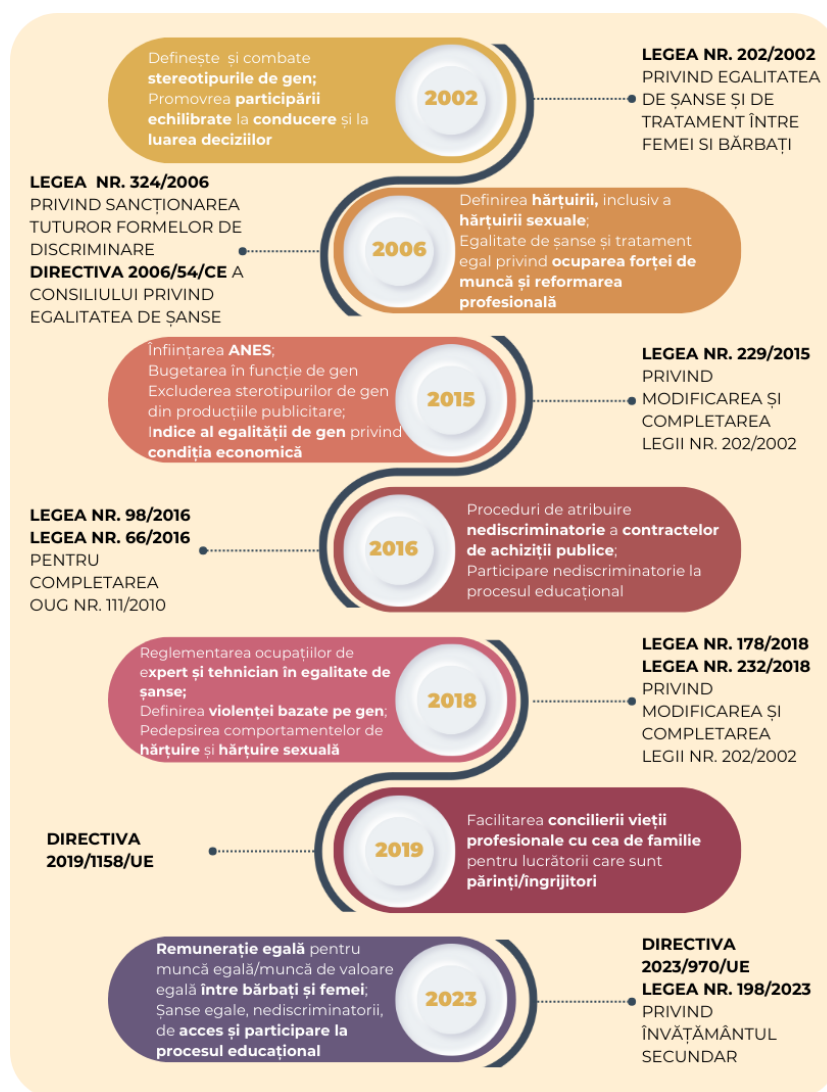 Definește și combate
stereotipurile de gen;
Promovrea participării
echilibrate la conducere și la
luarea deciziilor
2002
LEGEA NR. 202/2002
PRIVIND EGALITATEA
DE ȘANSE ȘI DE
TRATAMENT ÎNTRE
FEMEI SI BĂRBAȚI
LEGEA NR. 324/2006
PRIVIND SANCȚIONAREA
TUTUROR FORMELOR DE
DISCRIMINARE
DIRECTIVA 2006/54/CE A
CONSILIULUI PRIVIND
EGALITATEA DE ȘANSE
2006
Definirea hărțuirii, inclusiv a
hărțuirii sexuale;
Egalitate de șanse și tratament
egal privind ocuparea forței de
muncă și reformarea
profesională
Înființarea ANES;
Bugetarea în funcție de gen
Excluderea sterotipurilor de gen
din producțiile publicitare;
Indice al egalității de gen privind
condiția economică
2015
LEGEA NR. 229/2015
PRIVIND
MODIFICAREA ȘI
COMPLETAREA
LEGII NR. 202/2002
LEGEA NR. 98/2016
LEGEA NR. 66/2016
PENTRU
COMPLETAREA
OUG NR. 111/2010
2016
Proceduri de atribuire
nediscriminatorie a contractelor
de achiziții publice;
Participare nediscriminatorie la
procesul educațional
Reglementarea ocupațiilor de
expert și tehnician în egalitate de
șanse;
Definirea violenței bazate pe gen;
Pedepsirea comportamentelor de
hărțuire și hărțuire sexuală
2018
LEGEA NR. 178/2018
LEGEA NR. 232/2018
PRIVIND
MODIFICAREA ȘI
COMPLETAREA
LEGII NR. 202/2002
DIRECTIVA
2019/1158/UE
2019
Facilitarea concilierii vieții
profesionale cu cea de familie
pentru lucrătorii care sunt
părinți/îngrijitori
Remunerație egală pentru
muncă egală/muncă de valoare
egală între bărbați și femei;
Șanse egale, nediscriminatorii,
de acces și participare la
procesul educațional
2023
DIRECTIVA
2023/970/UE
LEGEA NR. 198/2023
PRIVIND
ÎNVĂȚĂMÂNTUL
SECUNDAR